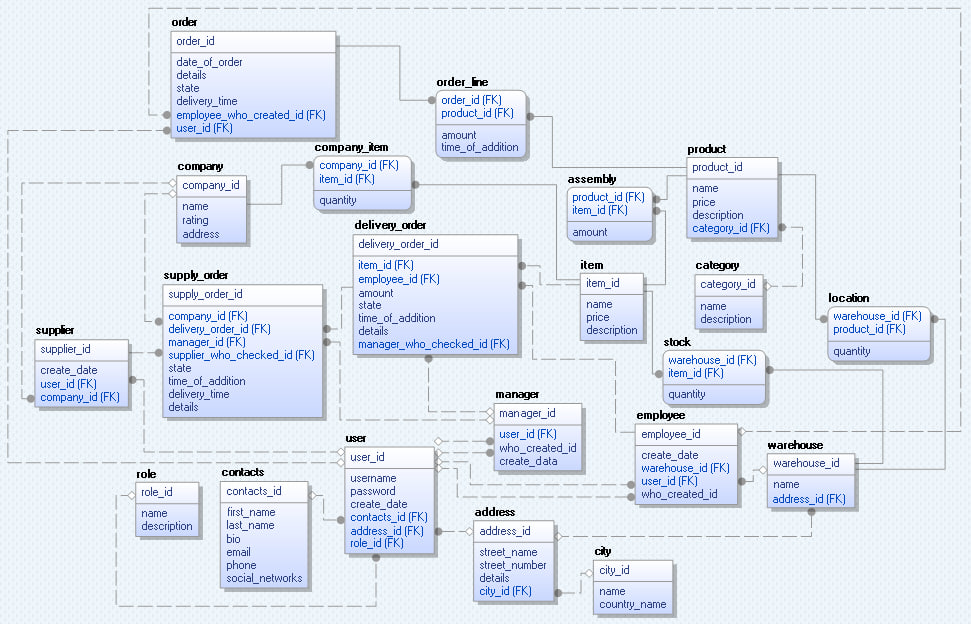 order
order_id
date_of_order
details
state
delivery_time
employee_who_created_id (FK)
user_id (FK)
order_line
order_id (FK)
product_id (FK)
amount
time_of_addition
company
company_id
name
rating
address
company_item
company_id (FK)
item_id (FK)
quantity
assembly
product_id (FK)
item_id (FK)
amount
product
product_id
name
price
description
category_id (FK)
delivery_order
delivery_order_id
item_id (FK)
employee_id (FK)
amount
state
time_of_addition
details
manager_who_checked_id (FK)
supply_order
supply_order_id
company_id (FK)
delivery_order_id (FK)
manager_id (FK)
supplier_who_checked_id (FK)
state
time_of_addition
delivery_time
details
item
item_id
name
price
description
category
category_id
name
description
location
warehouse_id (FK)
product_id (FK)
quantity
supplier
supplier_id
create_date
user_id (FK)
company_id (FK)
stock
warehouse_id (FK)
item_id (FK)
quantity
manager
manager_id
user_id (FK)
who_created_id
create_data
employee
employee_id
create_date
warehouse_id (FK)
user_id (FK)
who_created_id
warehouse
warehouse_id
name
address_id (FK)
user
user_id
username
password
create_date
contacts_id (FK)
address_id (FK)
role_id (FK)
role
role_id
name
description
contacts
contacts_id
first_name
last_name
bio
email
phone
social_networks
address
address_id
street_name
street_number
details
city_id (FK)
city
city_id
name
country_name